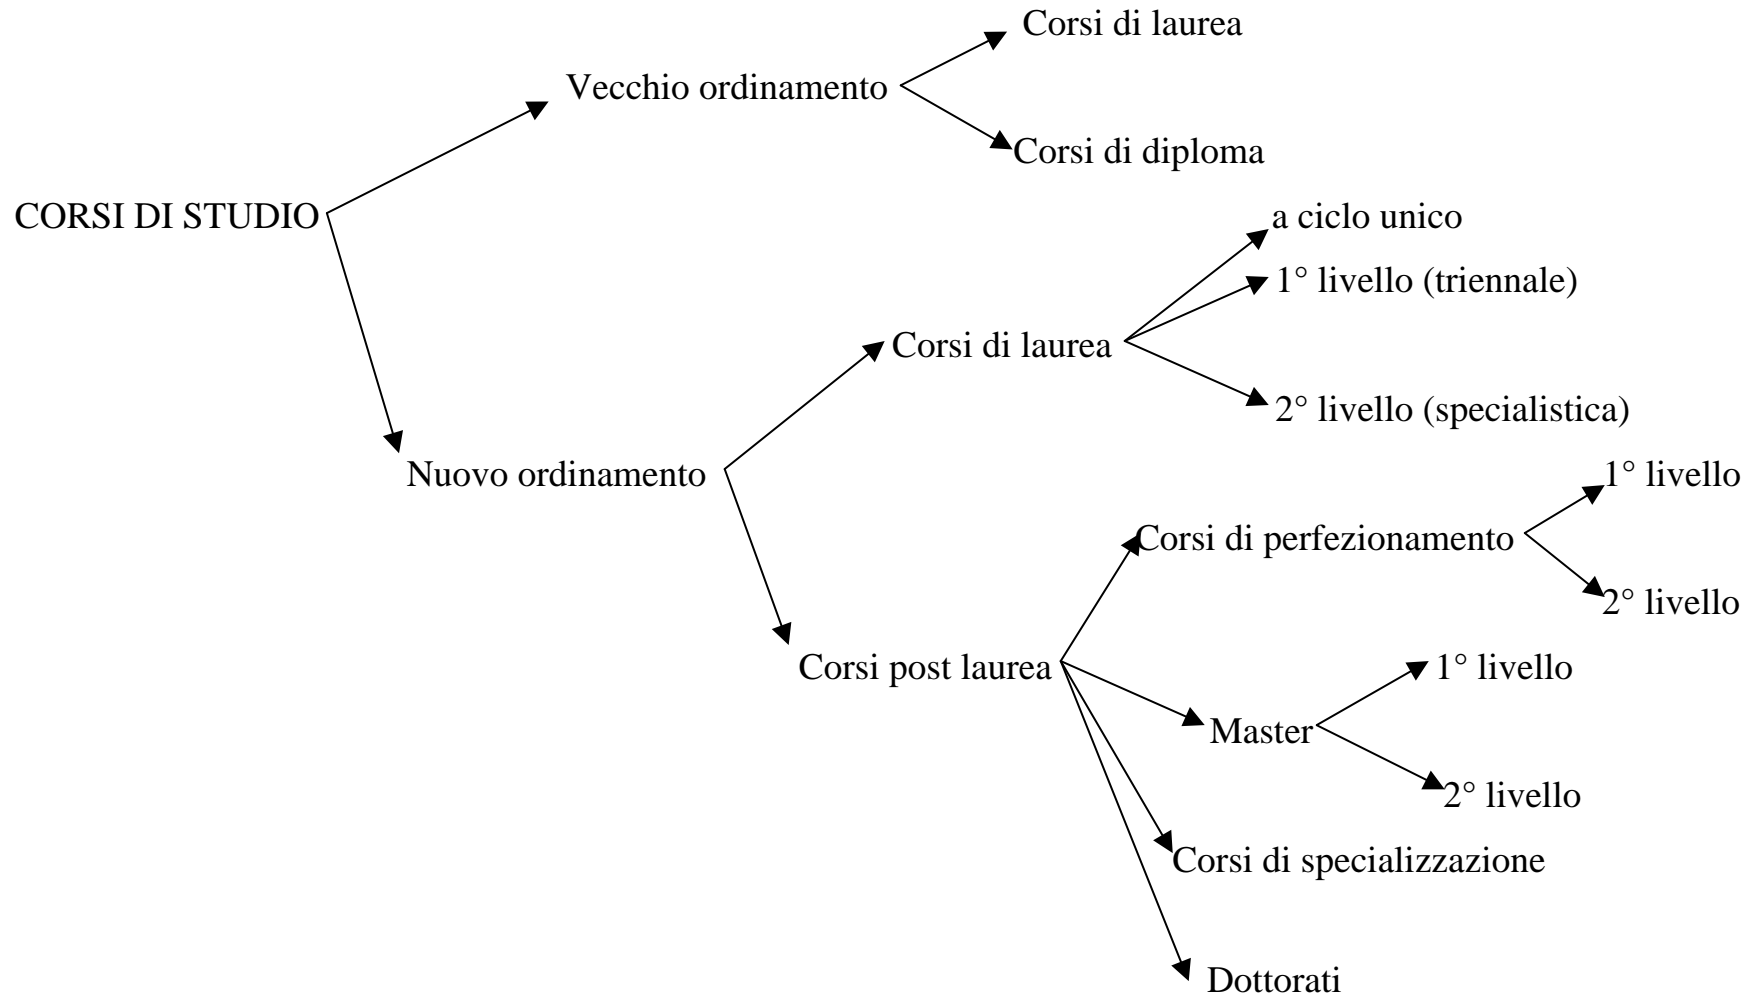 Corsi di laurea
Vecchio ordinamento
Corsi di diploma
CORSI DI STUDIO
a ciclo unico
1° livello (triennale)
Corsi di laurea
2° livello (specialistica)
Nuovo ordinamento
1° livello
Corsi di perfezionamento
2° livello
Corsi post laurea
1° livello
Master
2° livello
Corsi di specializzazione
Dottorati